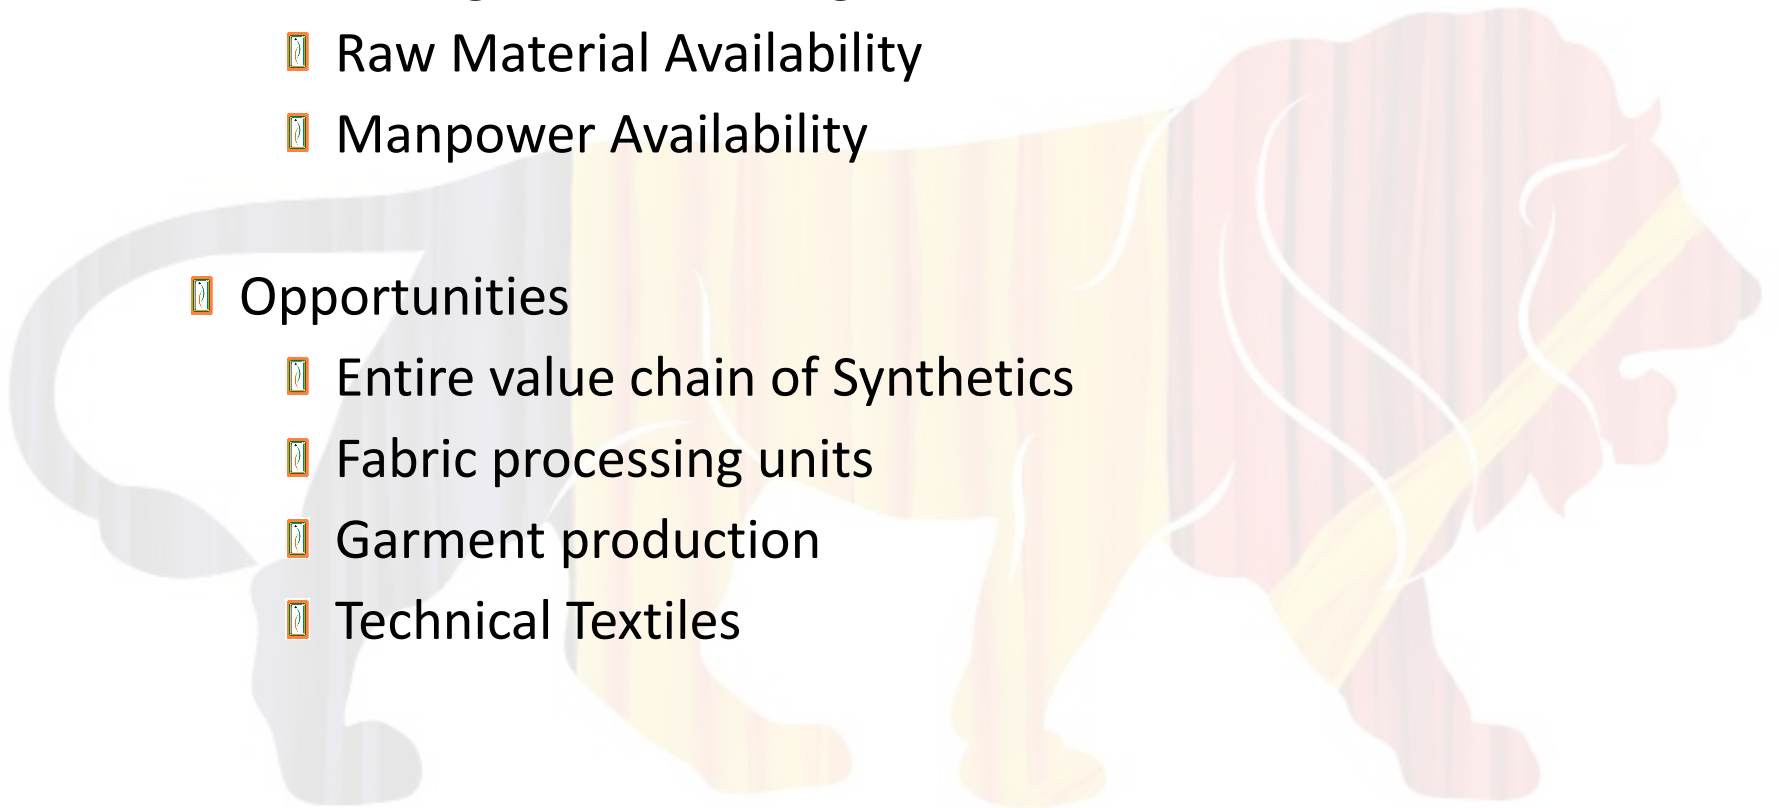 Raw Material Availability
Manpower Availability
Opportunities
Entire value chain of Synthetics
Fabric processing units
Garment production
Technical Textiles